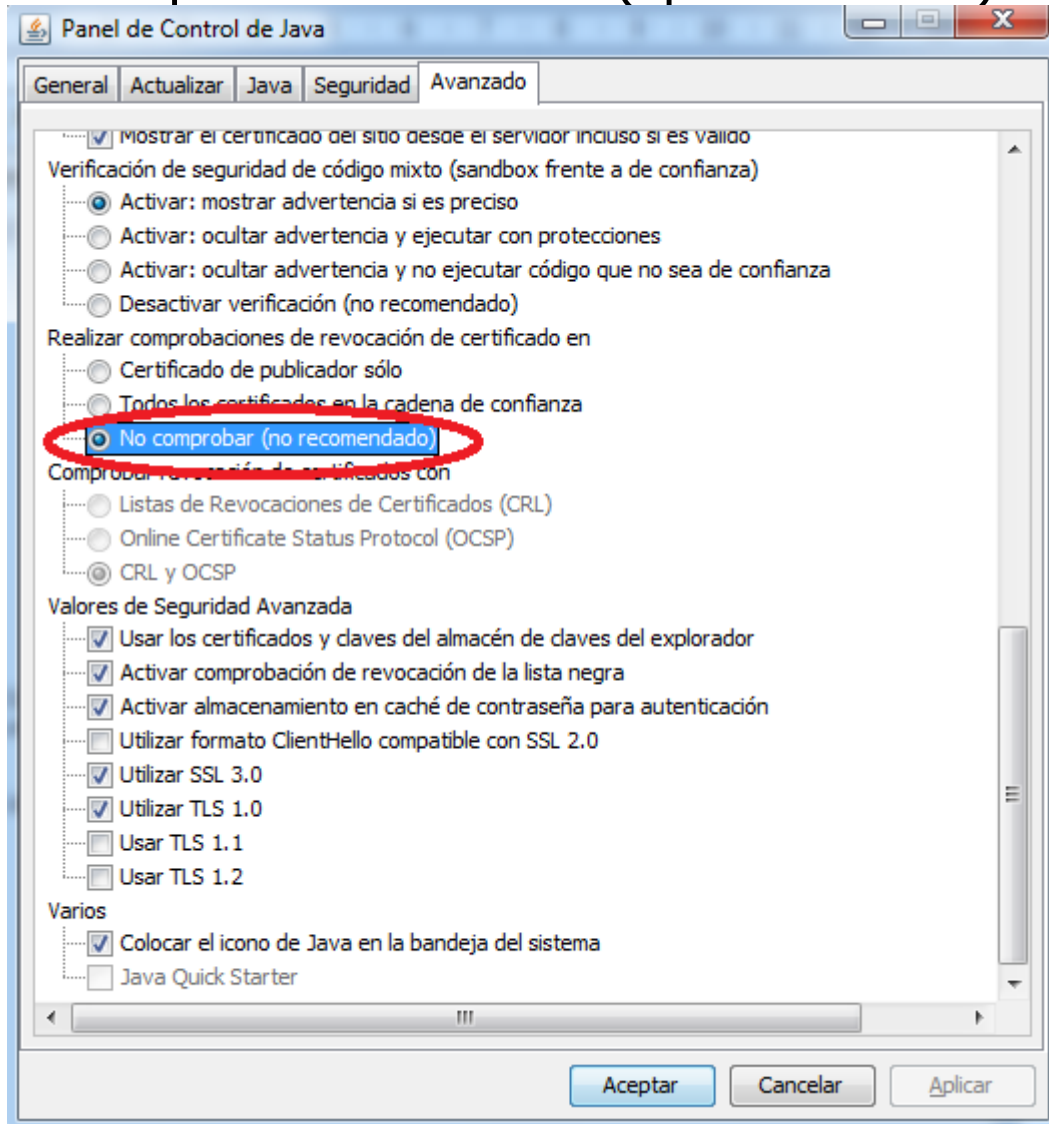 Panel de Control de Java
General Actualizar Java Seguridad Avanzado
Mostrar el certificado del sitio desde el servidor incluso si es válido
Verificación de seguridad de código mixto (sandbox frente a de confianza)
Activar: mostrar advertencia si es preciso
Activar: ocultar advertencia y ejecutar con protecciones
Activar: ocultar advertencia y no ejecutar código que no sea de confianza
Desactivar verificación (no recomendado)
Realizar comprobaciones de revocación de certificado en
Certificado de publicador sólo
Todos los certificados en la cadena de confianza
No comprobar (no recomendado)
Comprobar revocación de certificados con
Listas de Revocaciones de Certificados (CRL)
Online Certificate Status Protocol (OCSP)
CRL y OCSP
Valores de Seguridad Avanzada
Usar los certificados y claves del almacén de claves del explorador
Activar comprobación de revocación de la lista negra
Activar almacenamiento en caché de contraseña para autenticación
Utilizar formato ClientHello compatible con SSL 2.0
Utilizar SSL 3.0
Utilizar TLS 1.0
Usar TLS 1.1
Usar TLS 1.2
Varios
Colocar el icono de Java en la bandeja del sistema
Java Quick Starter
Aceptar Cancelar Aplicar